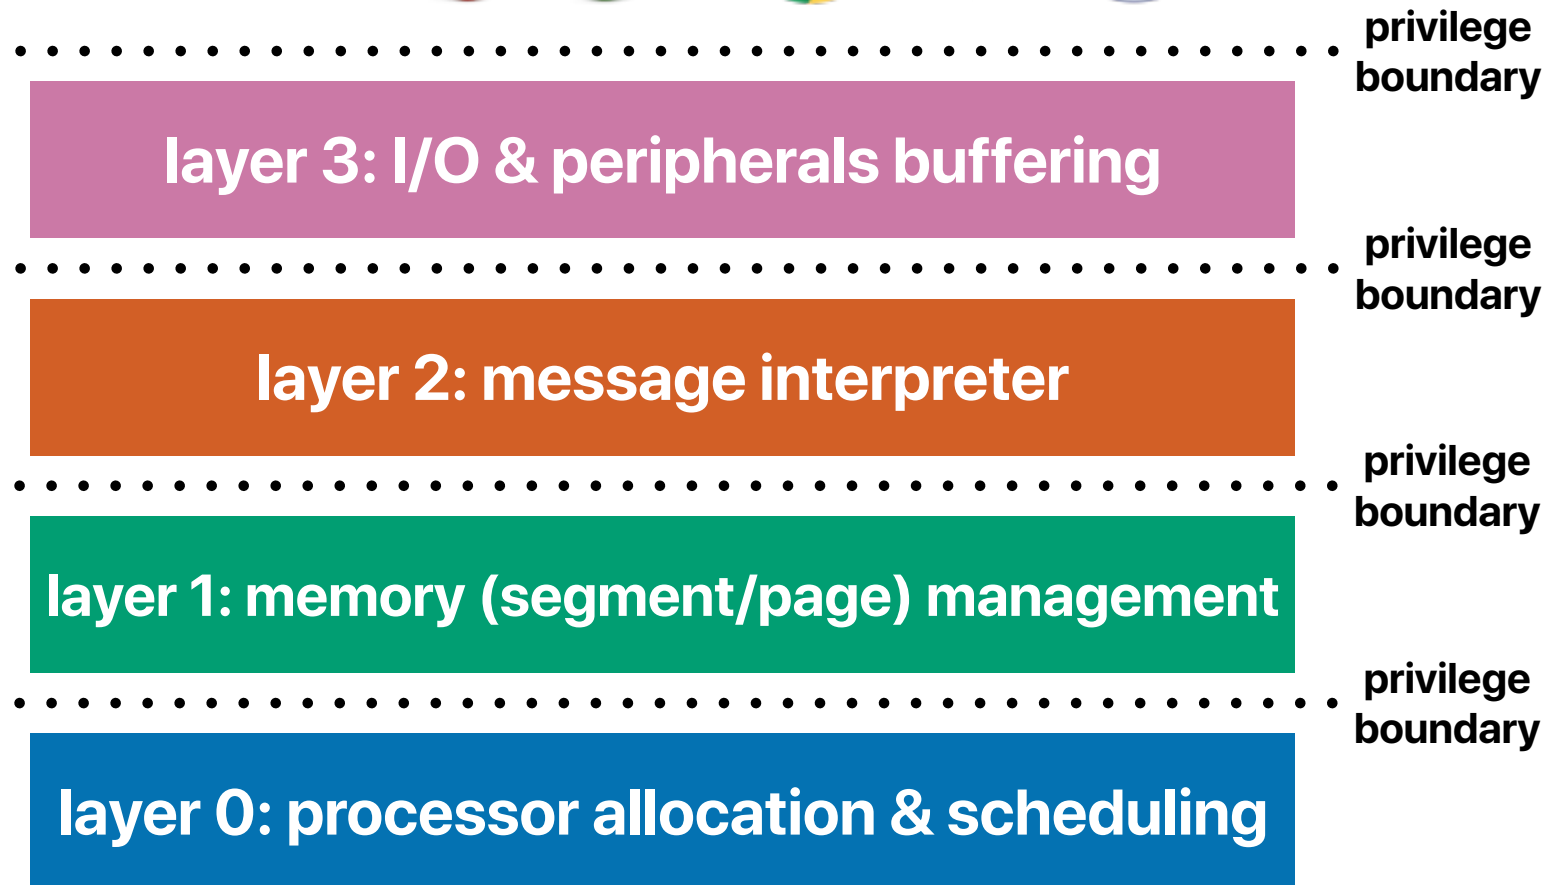 privilege
boundary
layer 3: I/O & peripherals buffering
privilege
boundary
layer 2: message interpreter
privilege
boundary
layer 1: memory (segment/page) management
privilege
boundary
layer 0: processor allocation & scheduling